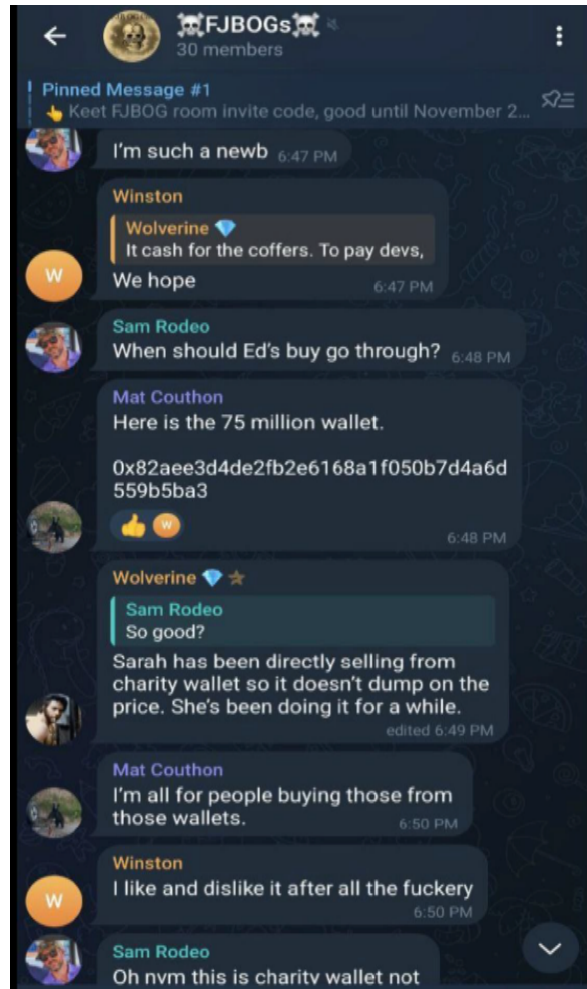 ☠️FJBOGs☠️
30 members
Pinned Message #1
👆 Keet FJBOG room invite code, good until November 2...
I'm such a newb 6:47 PM
Winston
Wolverine 💎
It cash for the coffers. To pay devs,
W
We hope
6:47 PM
Sam Rodeo
When should Ed's buy go through? 6:48 PM
Mat Couthon
Here is the 75 million wallet.
0x82aee3d4de2fb2e6168a1f050b7d4a6d
559b5ba3
👍 W
6:48 PM
Wolverine 💎
Sam Rodeo
So good?
Sarah has been directly selling from
charity wallet so it doesn't dump on the
price. She's been doing it for a while.
edited 6:49 PM
Mat Couthon
I'm all for people buying those from
those wallets.
6:50 PM
Winston
I like and dislike it after all the fuckery
W
6:50 PM
Sam Rodeo
Oh nvm this is charity wallet not